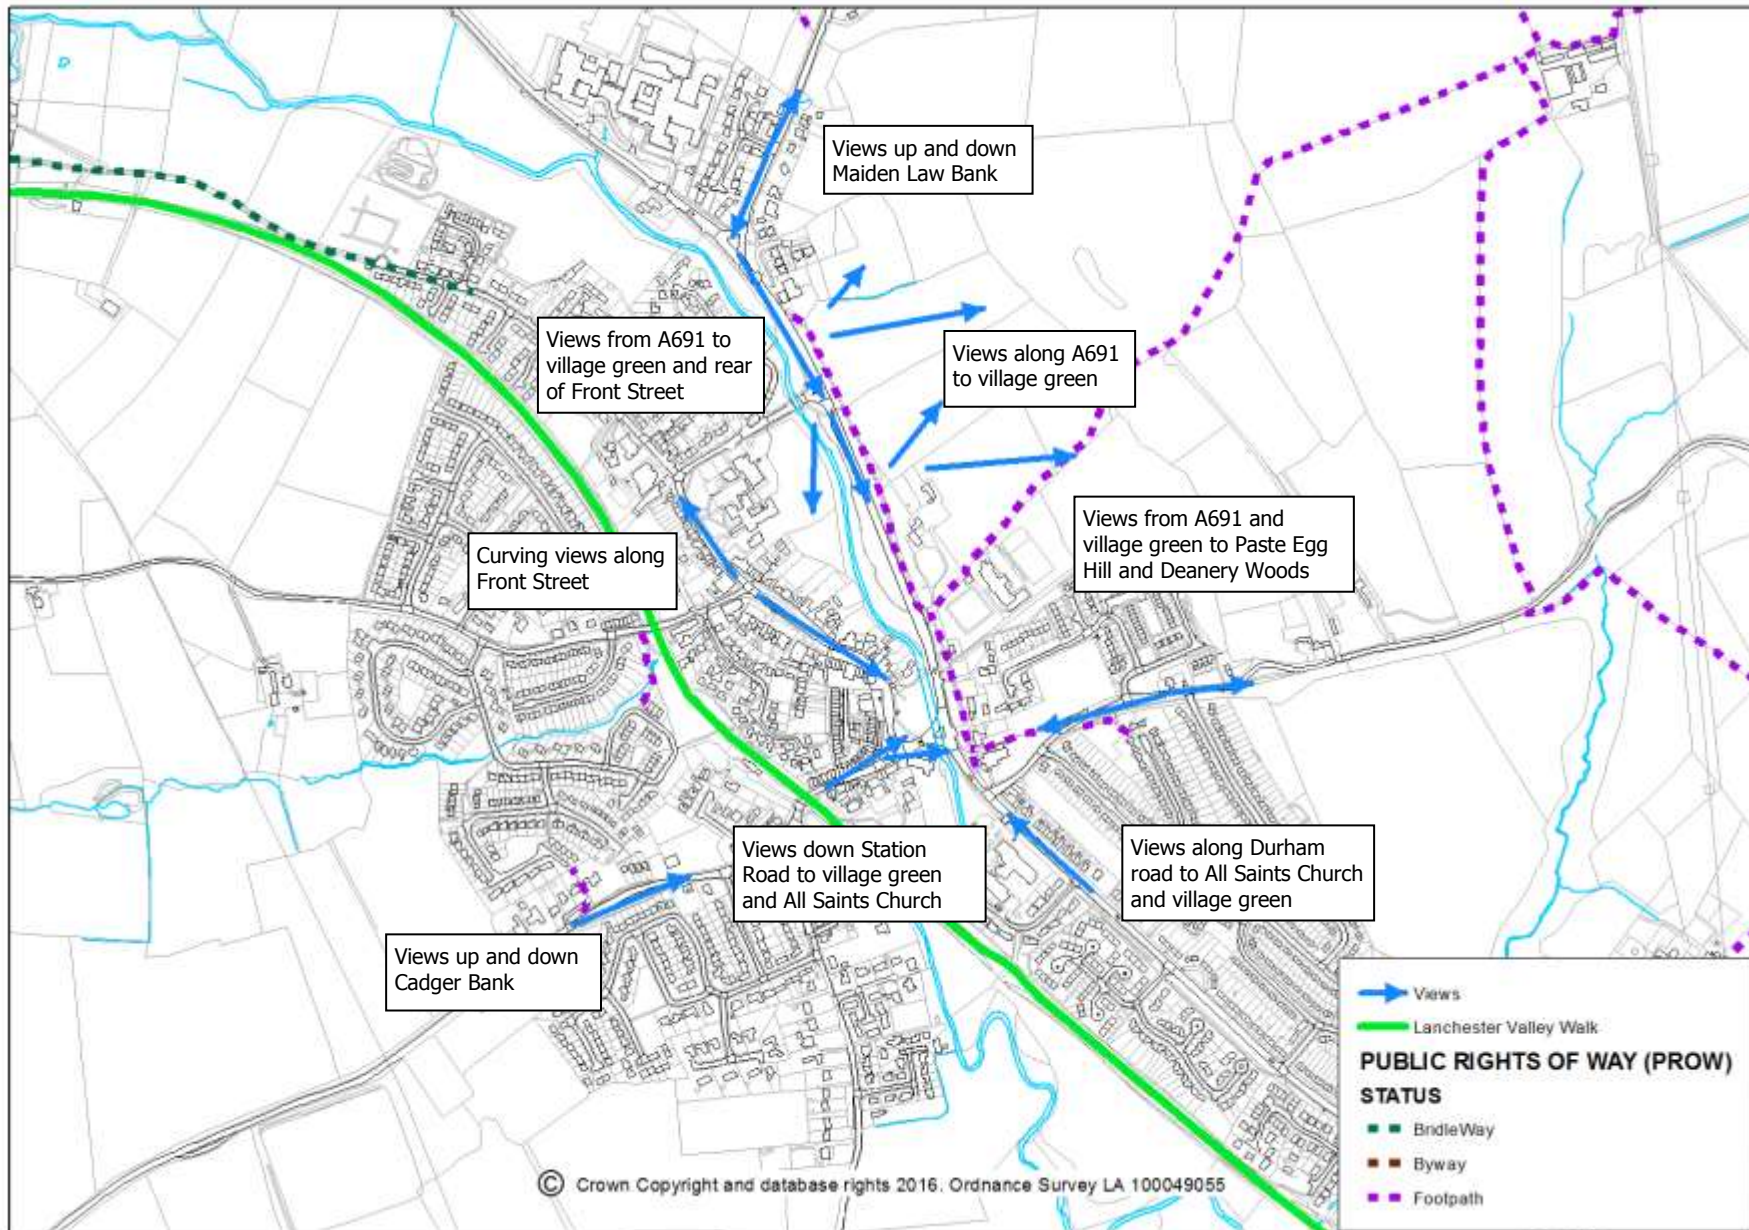 Views up and down
Maiden Law Bank
Views from A691 to
village green and rear
of Front Street
Views along A691
to village green
Views from A691 and
village green to Paste Egg
Hill and Deanery Woods
Curving views along
Front Street
Views down Station
Road to village green
and All Saints Church
Views along Durham
road to All Saints Church
and village green
Views up and down
Cadger Bank
Views
Lanchester Valley Walk
PUBLIC RIGHTS OF WAY (PROW)
STATUS
BridleWay
Byway
Footpath
© Crown Copyright and database rights 2016. Ordnance Survey LA 100049055